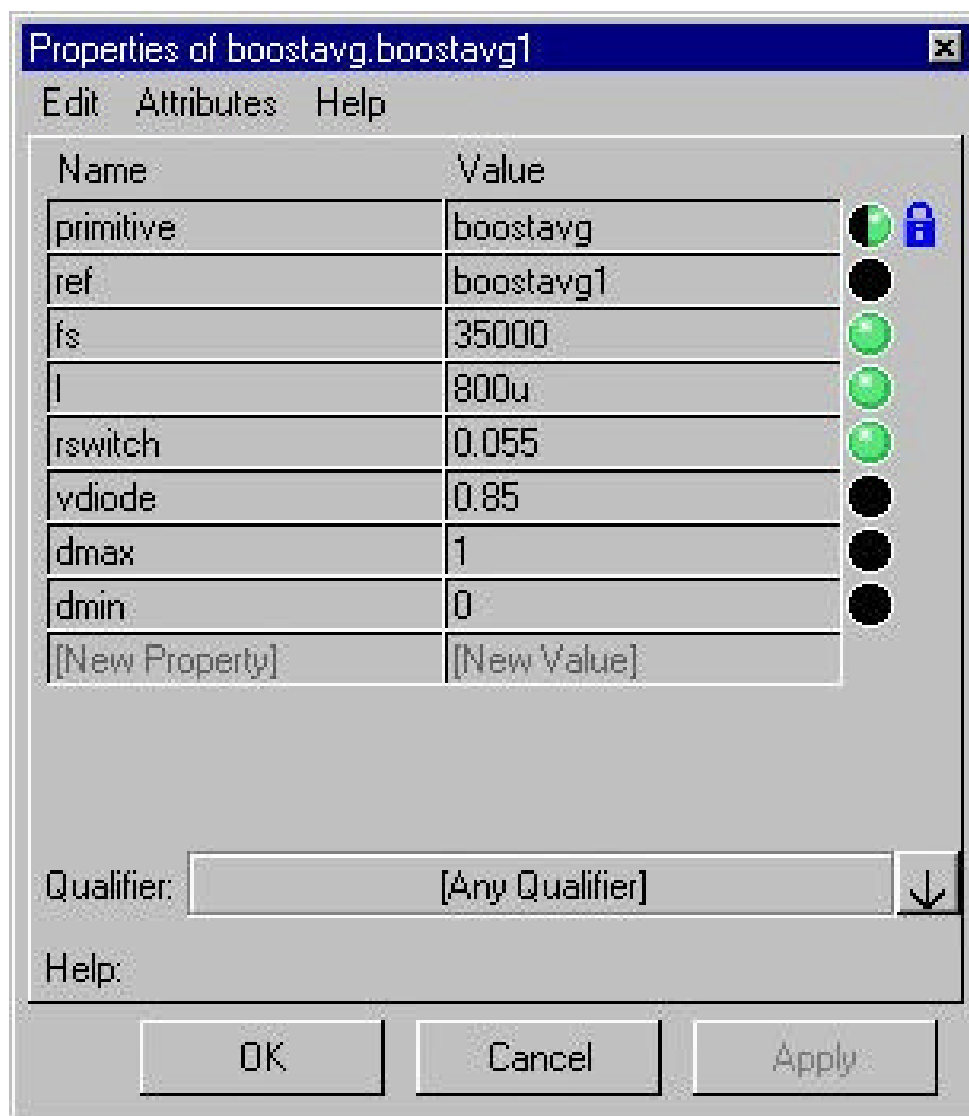 Properties of boostavg.boostavg1
Edit Attributes Help
Name Value
primitive boostavg
ref boostavg1
fs 35000
l 800u
rswitch 0.055
vdiode 0.85
dmax 1
dmin 0
[New Property] [New Value]
Qualifier: [Any Qualifier]
Help:
OK Cancel Apply